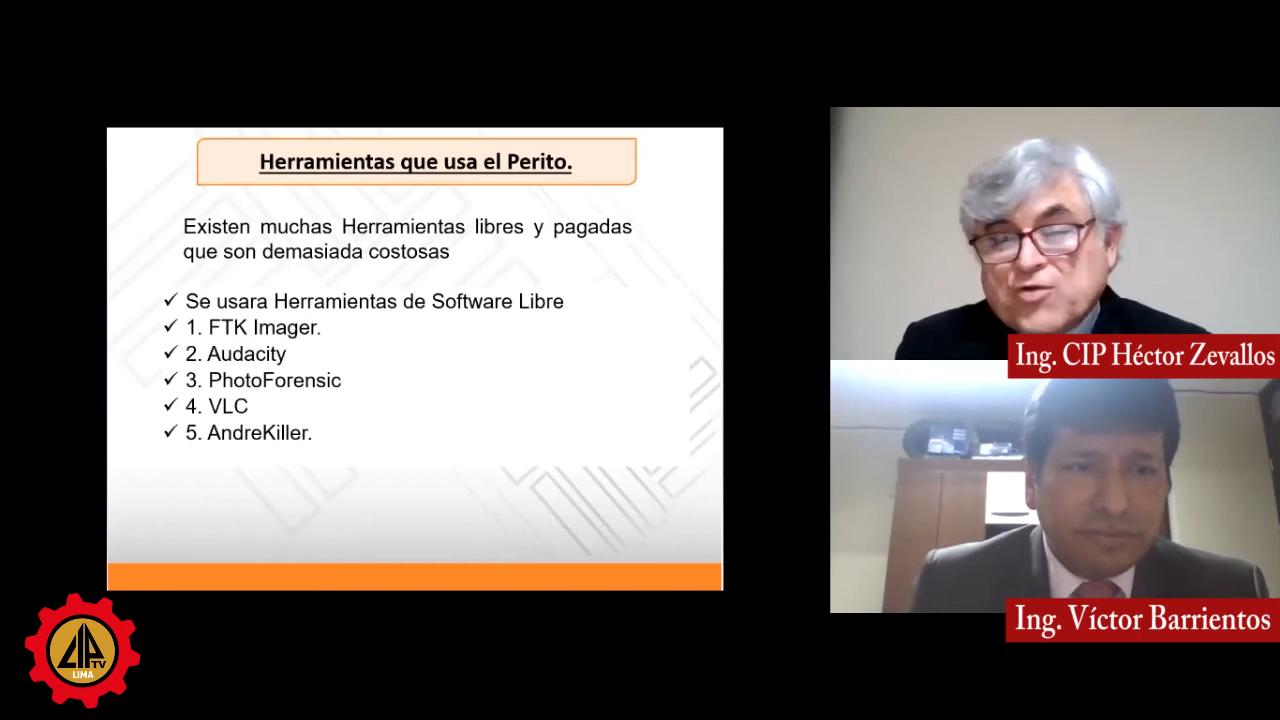 Herramientas que usa el Perito.
Existen muchas Herramientas libres y pagadas
que son demasiada costosas
✓ Se usara Herramientas de Software Libre
✓ 1. FTK Imager.
✓ 2. Audacity
✓ 3. PhotoForensic
✓ 4. VLC
✓ 5. AndreKiller.
Ing. CIP Héctor Zevallos
Ing. Víctor Barrientos
CIP
TV
LIMA